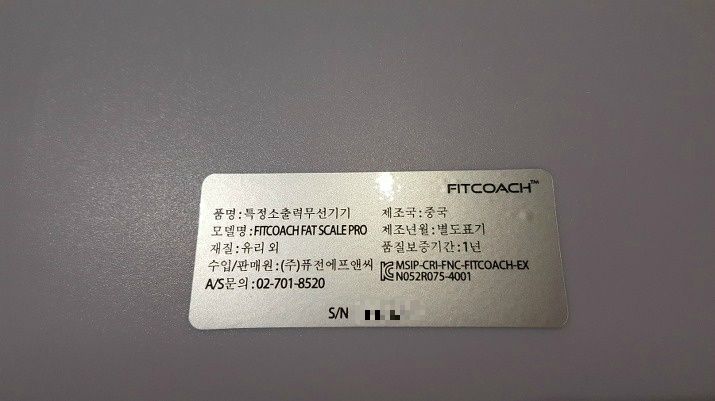 FITCOACH™
품명 : 특정소출력무선기기
모델명 : FITCOACH FAT SCALE PRO
재질 : 유리 외
수입/판매원 : (주)퓨전에프앤씨
A/S문의 : 02-701-8520
제조국 : 중국
제조년월 : 별도표기
품질보증기간 : 1년
MSIP-CRI-FNC-FITCOACH-EX
N052R075-4001
S/N